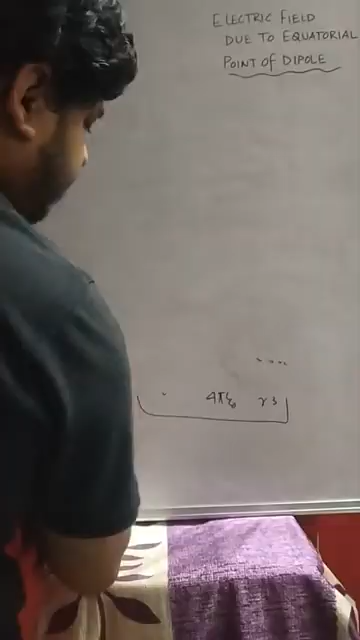 ELECTRIC FIELD
DUE TO EQUATORIAL
POINT OF DIPOLE
4πε₀ r3